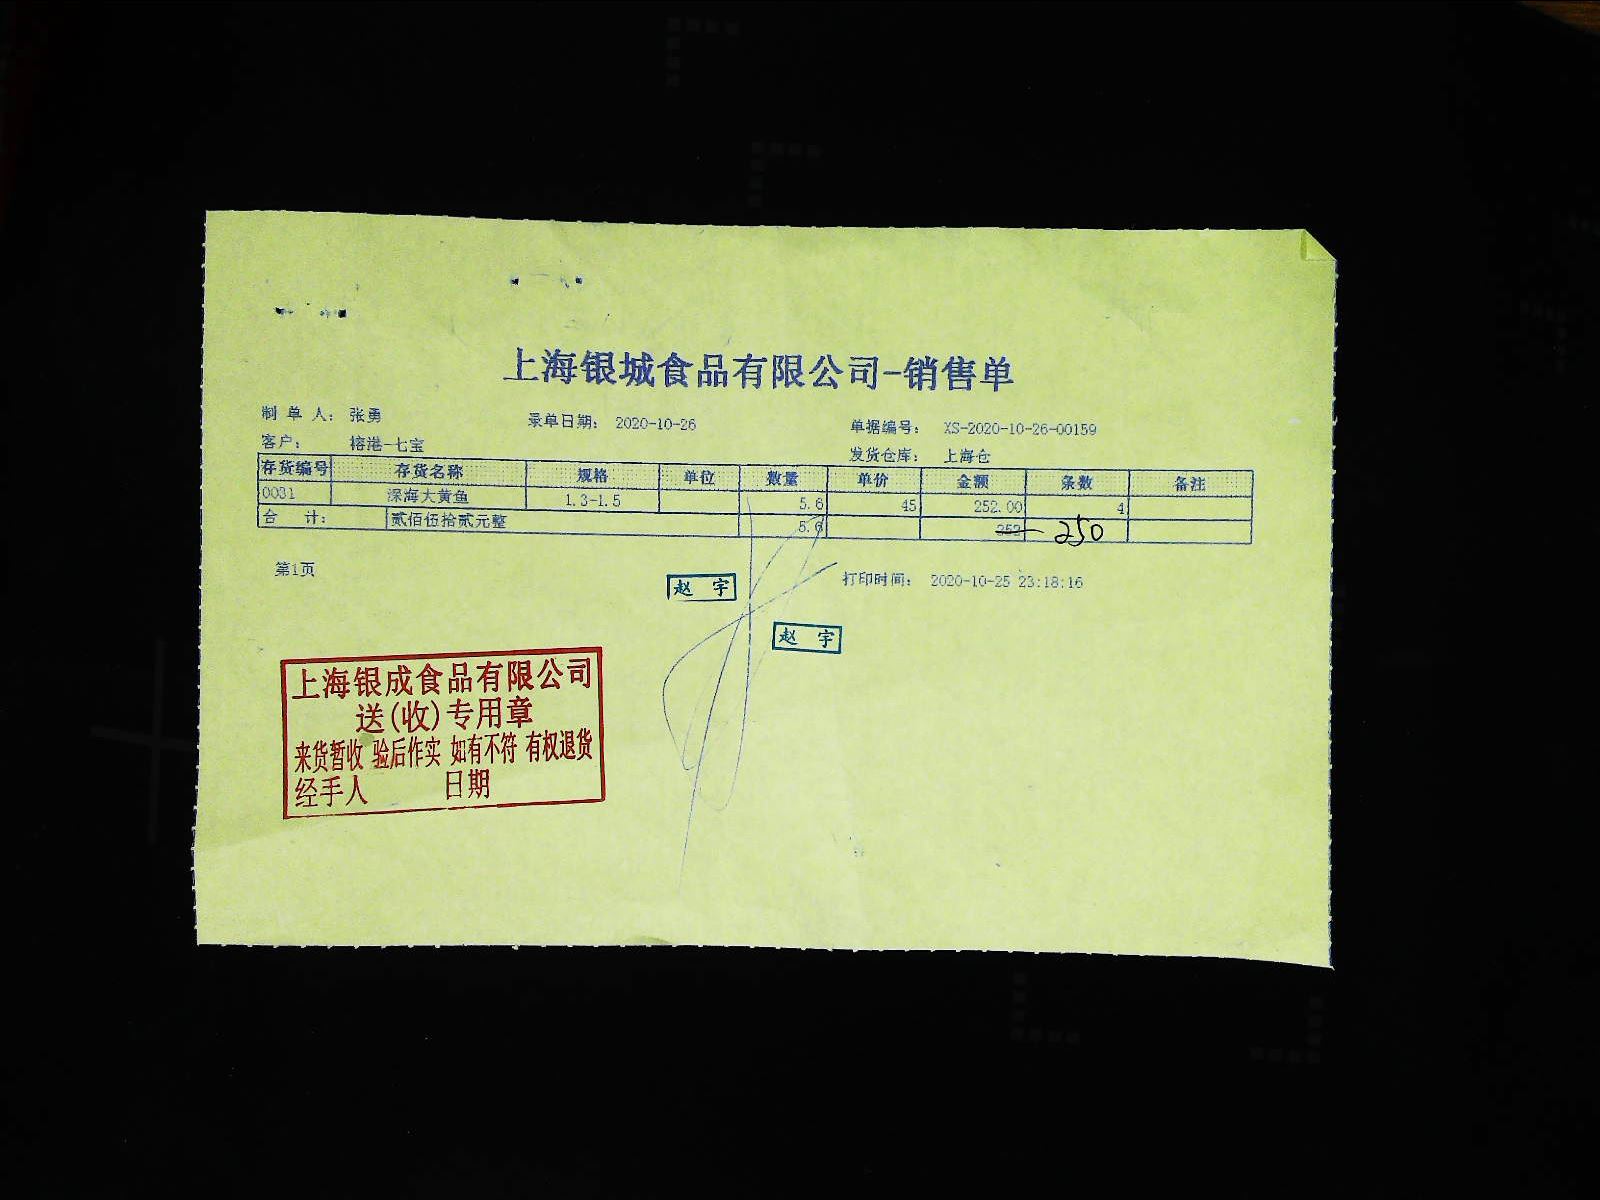 上海银城食品有限公司-销售单
制 单 人： 张勇 录单日期： 2020-10-26 单据编号： XS-2020-10-26-00159
客户： 榕港-七宝 发货仓库： 上海仓
存货编号 存货名称 规格 单位 数量 单价 金额 条数 备注
0031 深海大黄鱼 1.3-1.5 5.6 45 252.00 4
合 计： 贰佰伍拾贰元整 5.6 252 250
第1页 打印时间： 2020-10-25 23:18:16
赵 宇
赵 宇
上海银成食品有限公司
送(收)专用章
来货暂收 验后作实 如有不符 有权退货
经手人 日期